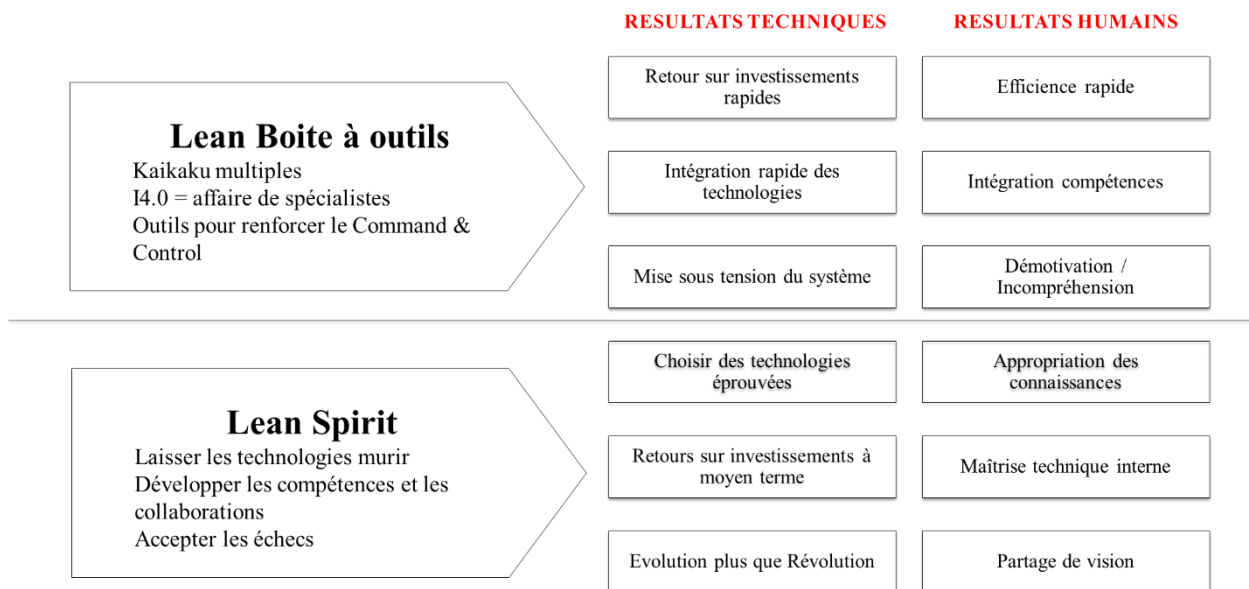 RESULTATS TECHNIQUES
RESULTATS HUMAINS
Lean Boite à outils
Kaikaku multiples
I4.0 = affaire de spécialistes
Outils pour renforcer le Command &
Control
Retour sur investissements
rapides
Efficience rapide
Intégration rapide des
technologies
Intégration compétences
Mise sous tension du système
Démotivation /
Incompréhension
Lean Spirit
Laisser les technologies murir
Développer les compétences et les
collaborations
Accepter les échecs
Choisir des technologies
éprouvées
Appropriation des
connaissances
Retours sur investissements à
moyen terme
Maîtrise technique interne
Evolution plus que Révolution
Partage de vision